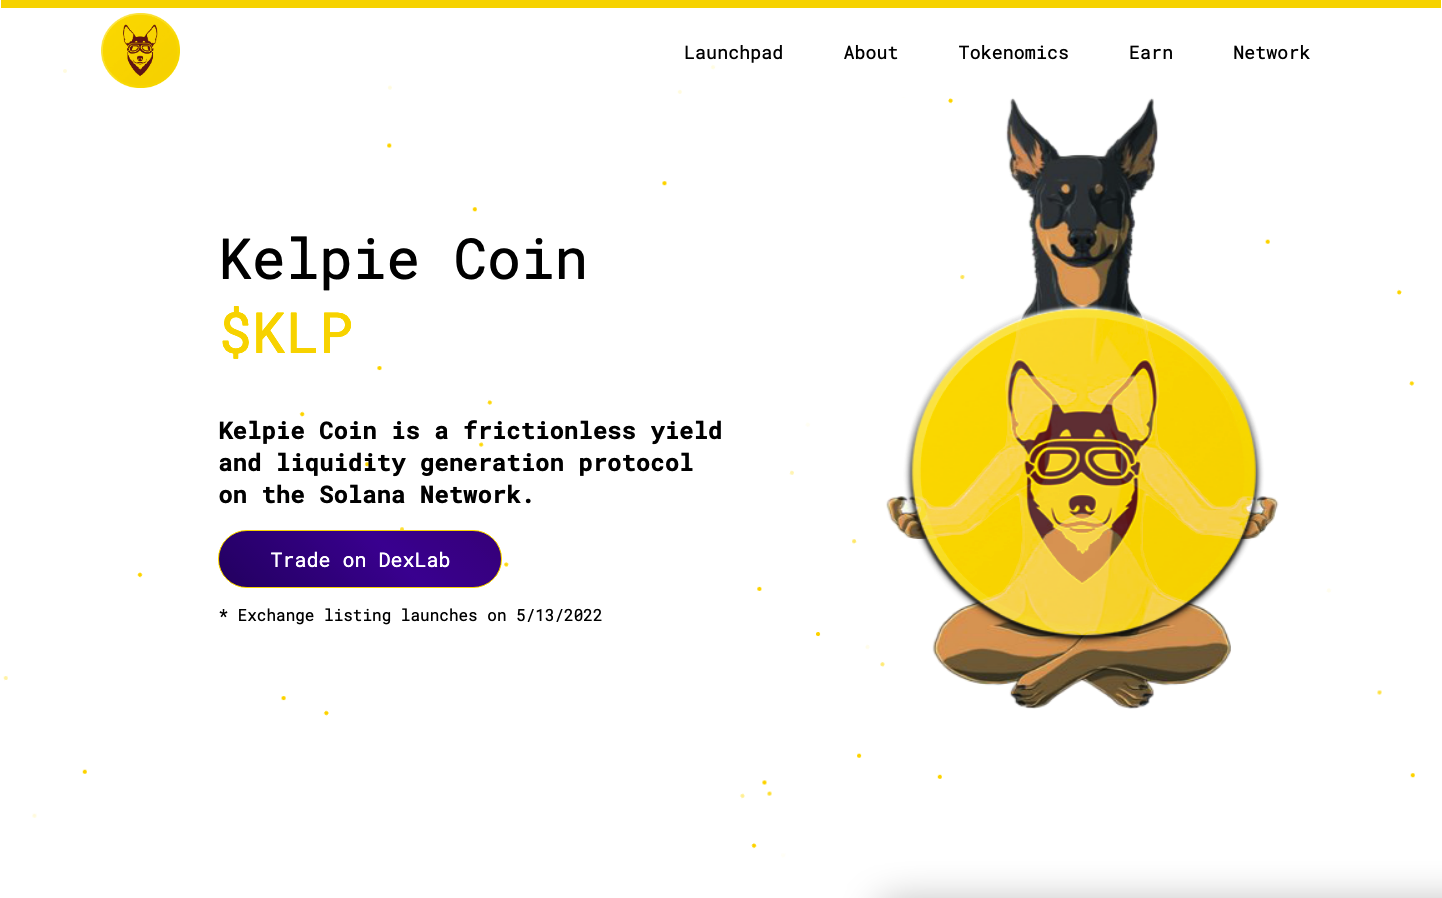 Launchpad About Tokenomics Earn Network
Kelpie Coin
$KLP
Kelpie Coin is a frictionless yield
and liquidity generation protocol
on the Solana Network.
Trade on DexLab
* Exchange listing launches on 5/13/2022